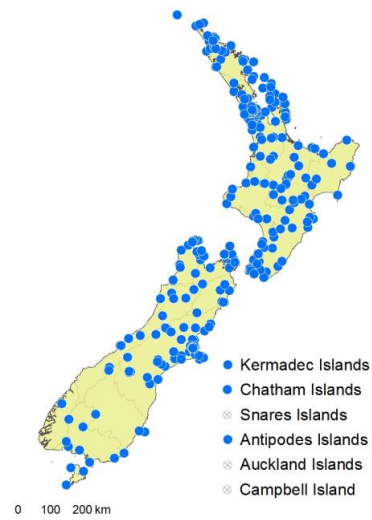 Kermadec Islands
Chatham Islands
Snares Islands
Antipodes Islands
Auckland Islands
Campbell Island
0 100 200 km